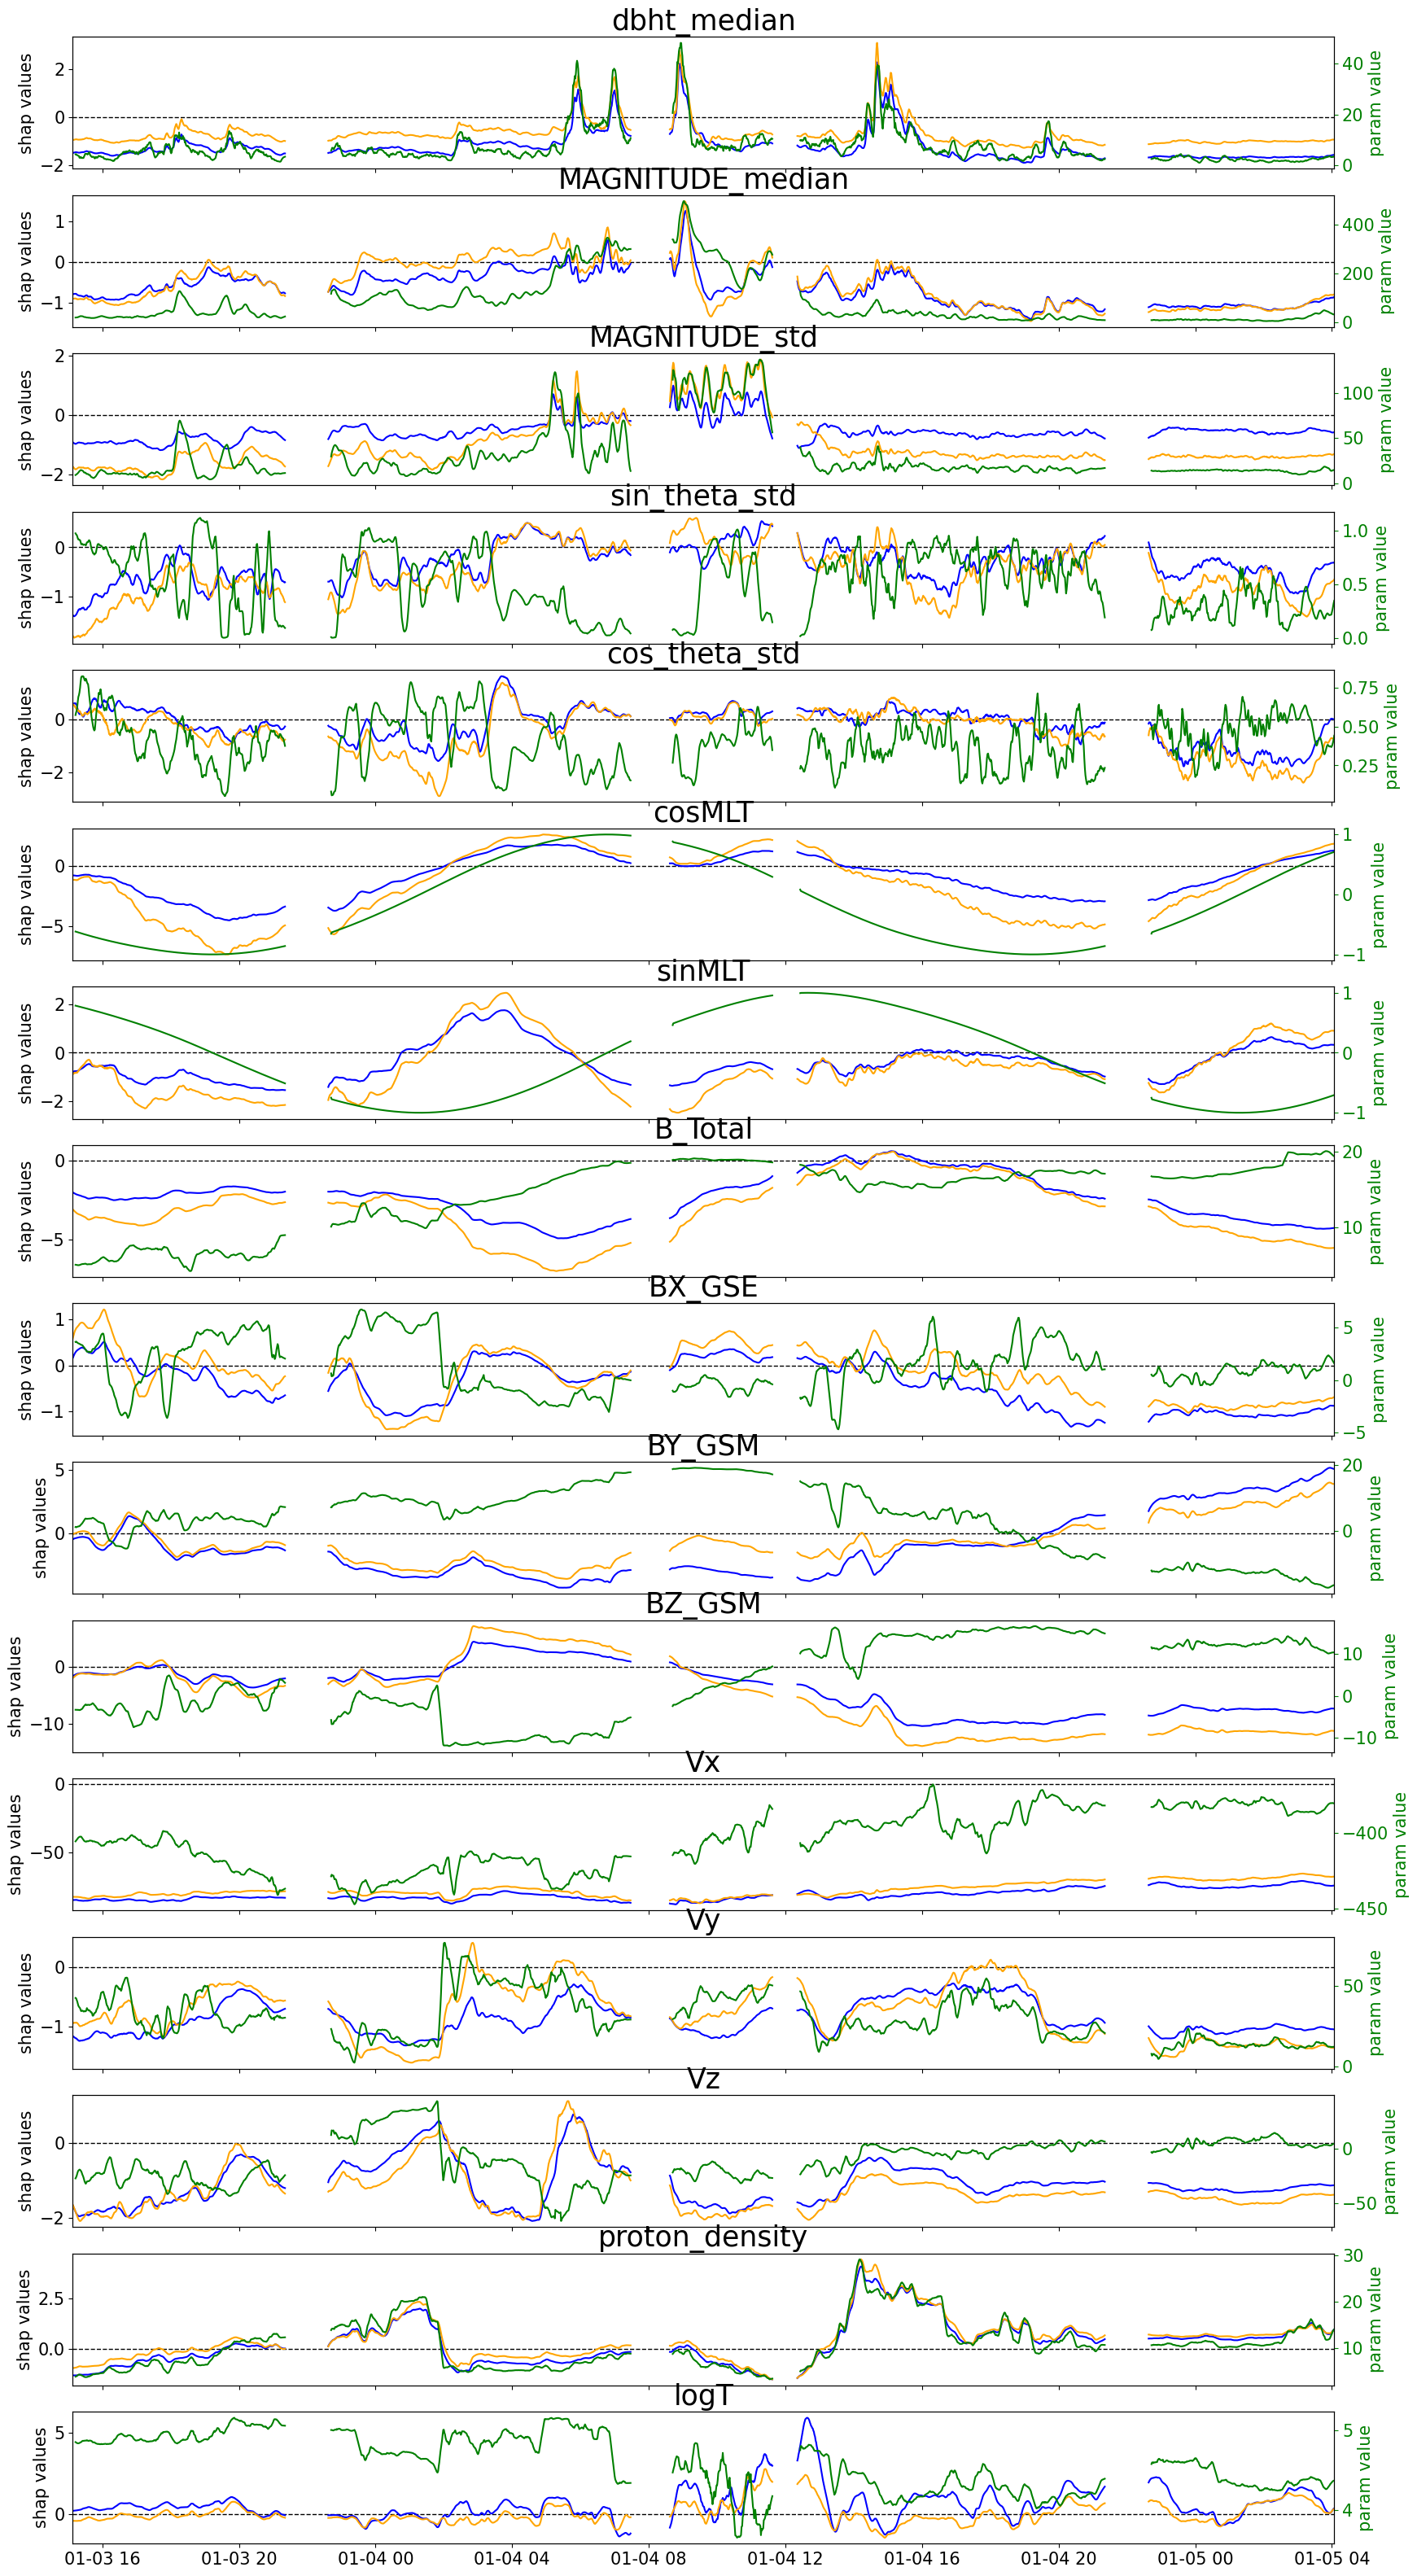 dbht_median
shap values
2
0
−2
40
20
0
param value
MAGNITUDE_median
shap values
1
0
−1
400
200
0
param value
MAGNITUDE_std
shap values
2
0
−2
100
50
0
param value
sin_theta_std
shap values
0
−1
1.0
0.5
0.0
param value
cos_theta_std
shap values
0
−2
0.75
0.50
0.25
param value
cosMLT
shap values
0
−5
1
0
−1
param value
sinMLT
shap values
2
0
−2
1
0
−1
param value
B_Total
shap values
0
−5
20
10
param value
BX_GSE
shap values
1
0
−1
5
0
−5
param value
BY_GSM
shap values
5
0
20
0
param value
BZ_GSM
shap values
0
−10
10
0
−10
param value
Vx
shap values
0
−50
−400
−450
param value
Vy
shap values
0
−1
50
0
param value
Vz
shap values
0
−2
0
−50
param value
proton_density
shap values
2.5
0.0
30
20
10
param value
logT
shap values
5
0
5
4
param value
01-03 16 01-03 20 01-04 00 01-04 04 01-04 08 01-04 12 01-04 16 01-04 20 01-05 00 01-05 04